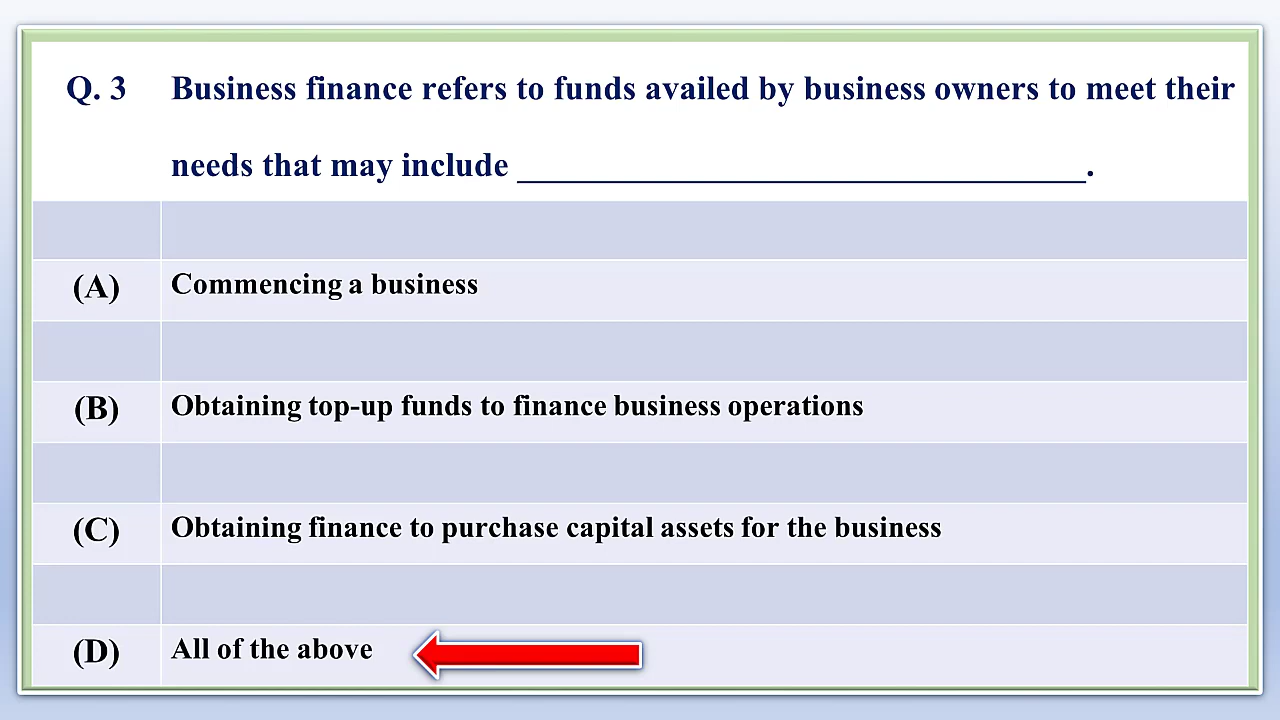 Q. 3 Business finance refers to funds availed by business owners to meet their
needs that may include ___________________________________.
(A) Commencing a business
(B) Obtaining top-up funds to finance business operations
(C) Obtaining finance to purchase capital assets for the business
(D) All of the above